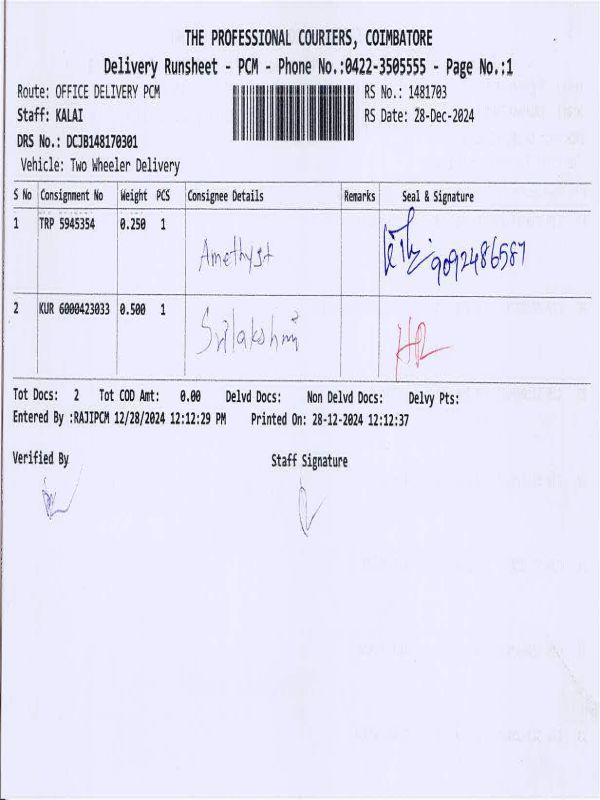 THE PROFESSIONAL COURIERS, COIMBATORE
Delivery Runsheet - PCM - Phone No.:0422-3505555 - Page No.:1
Route: OFFICE DELIVERY PCM RS No.: 1481703
Staff: KALAI RS Date: 28-Dec-2024
DRS No.: DCJB148170301
Vehicle: Two Wheeler Delivery
S No Consignment No Weight PCS Consignee Details Remarks Seal & Signature
1 TRP 5945354 0.250 1 Amethyst 9092486587
2 KUR 6000423033 0.500 1 Srilakshmi
Tot Docs: 2 Tot COD Amt: 0.00 Delvd Docs: Non Delvd Docs: Delvy Pts:
Entered By :RAJIPCM 12/28/2024 12:12:29 PM Printed On: 28-12-2024 12:12:37
Verified By Staff Signature